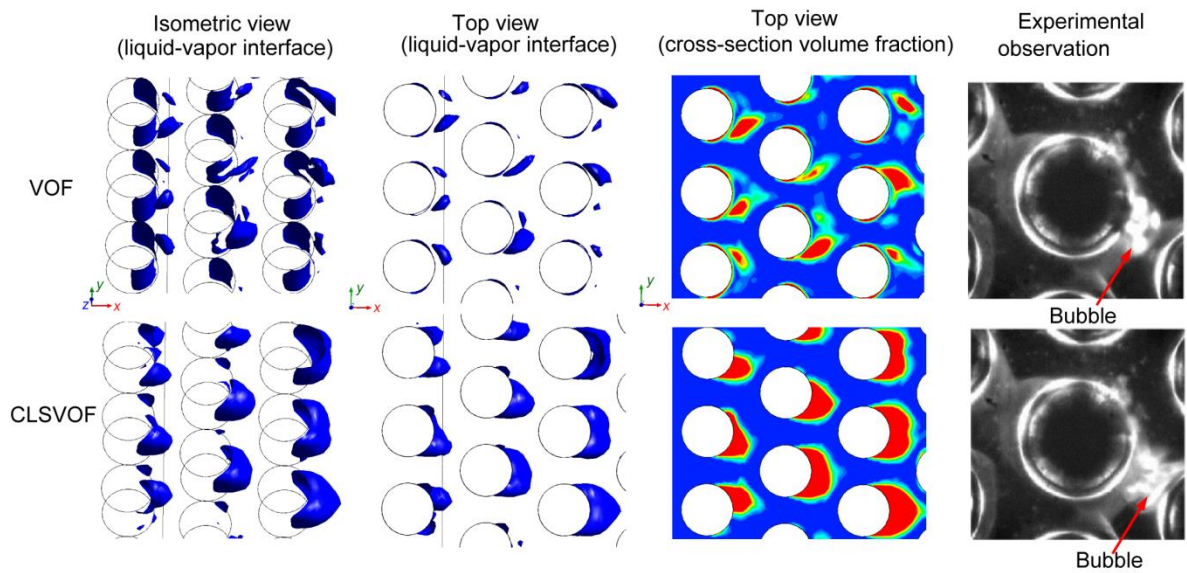 Isometric view
(liquid-vapor interface)
Top view
(liquid-vapor interface)
Top view
(cross-section volume fraction)
Experimental
observation
VOF
y
z
x
y
x
y
x
Bubble
CLSVOF
Bubble